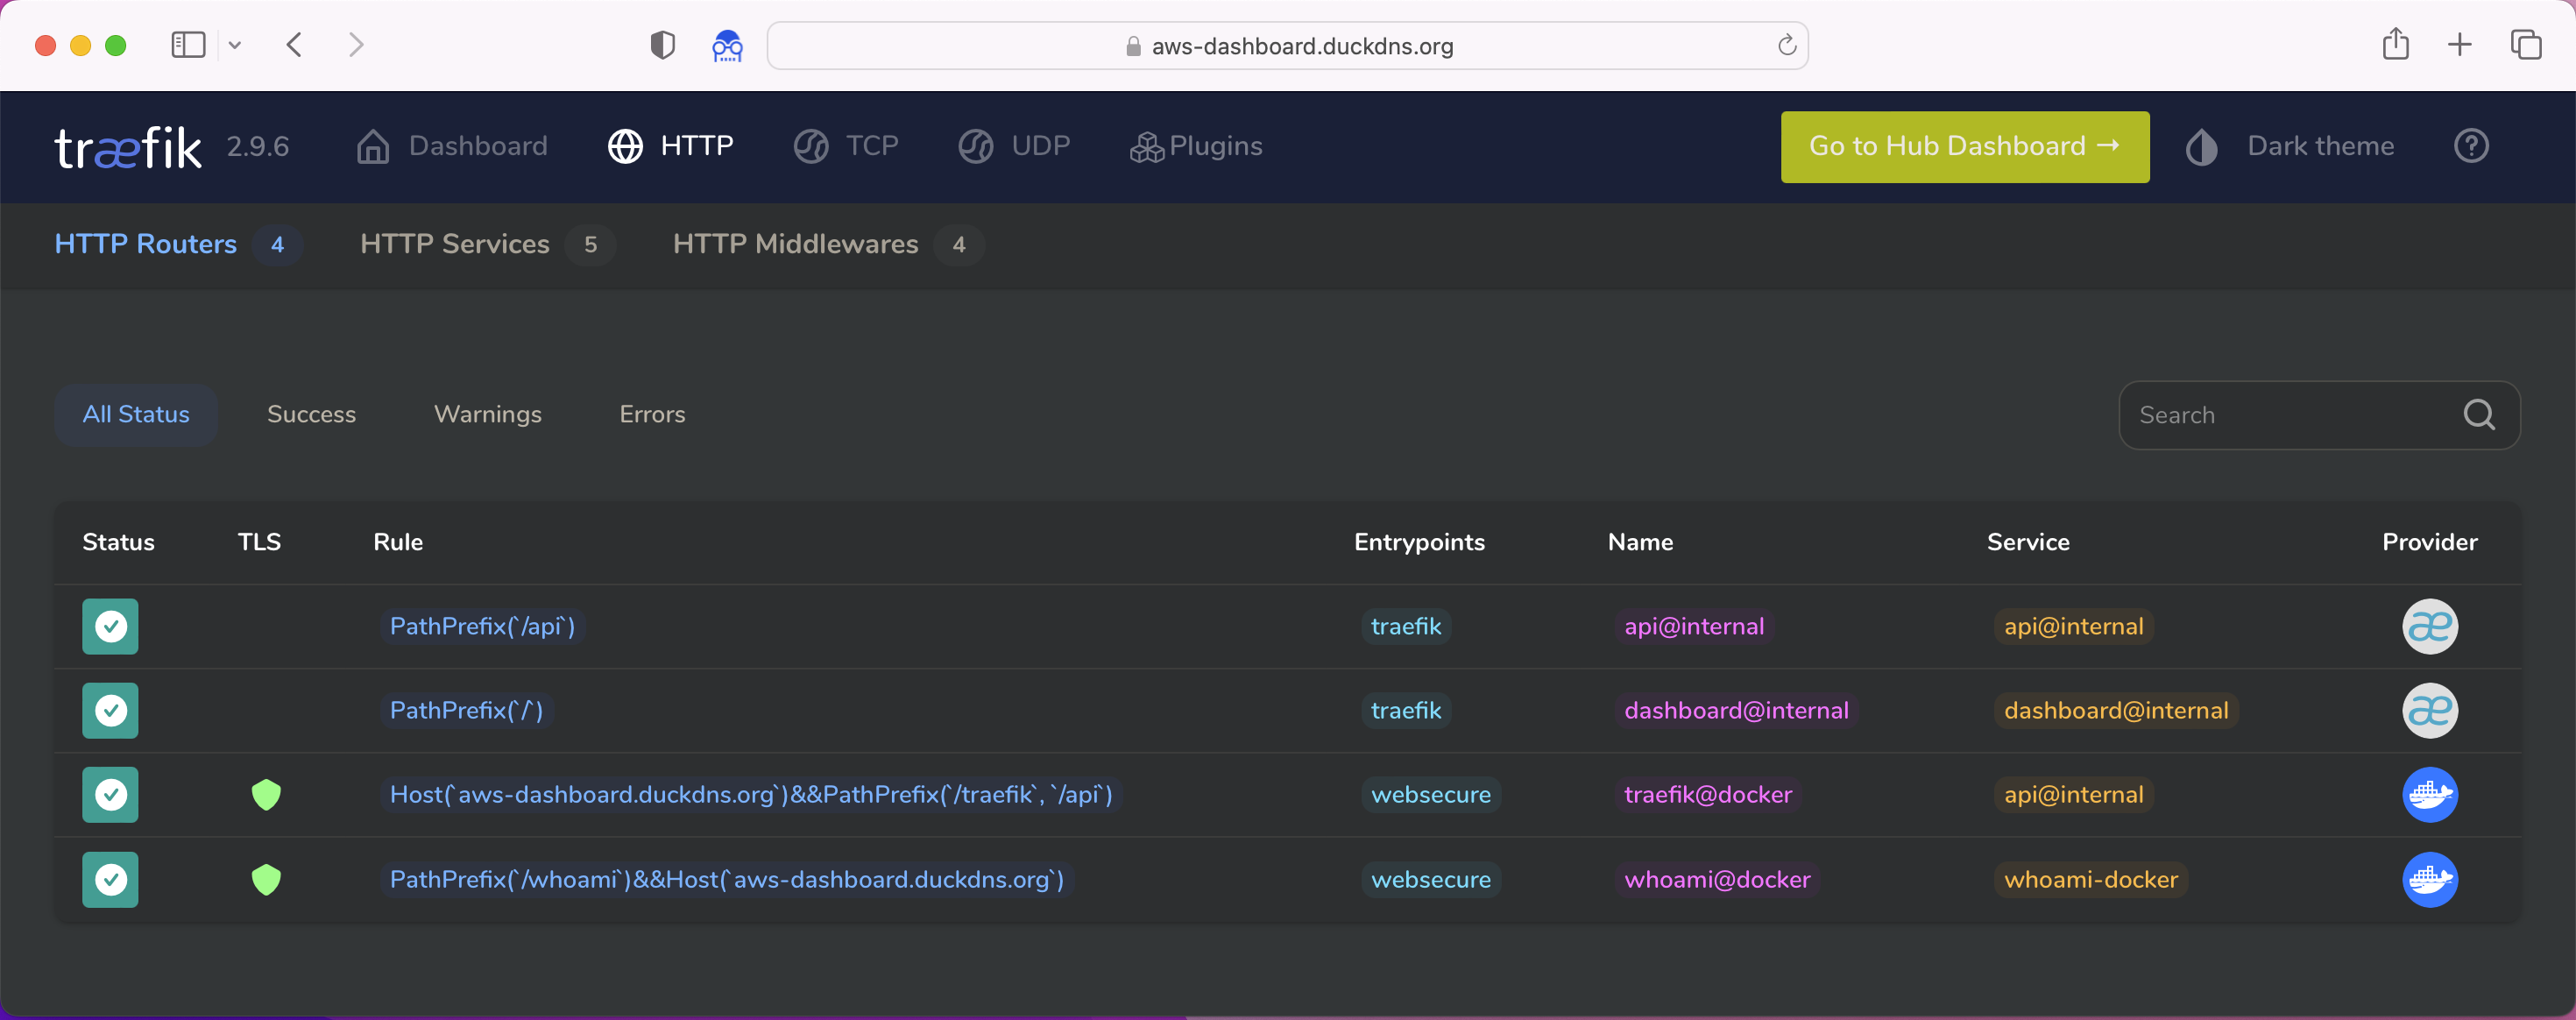 aws-dashboard.duckdns.org
træfik 2.9.6 Dashboard HTTP TCP UDP Plugins Go to Hub Dashboard → Dark theme
HTTP Routers 4 HTTP Services 5 HTTP Middlewares 4
All Status Success Warnings Errors Search
Status TLS Rule Entrypoints Name Service Provider
PathPrefix(`/api`) traefik api@internal api@internal æ
PathPrefix(`/`) traefik dashboard@internal dashboard@internal æ
Host(`aws-dashboard.duckdns.org`)&&PathPrefix(`/traefik`, `/api`) websecure traefik@docker api@internal
PathPrefix(`/whoami`)&&Host(`aws-dashboard.duckdns.org`) websecure whoami@docker whoami-docker